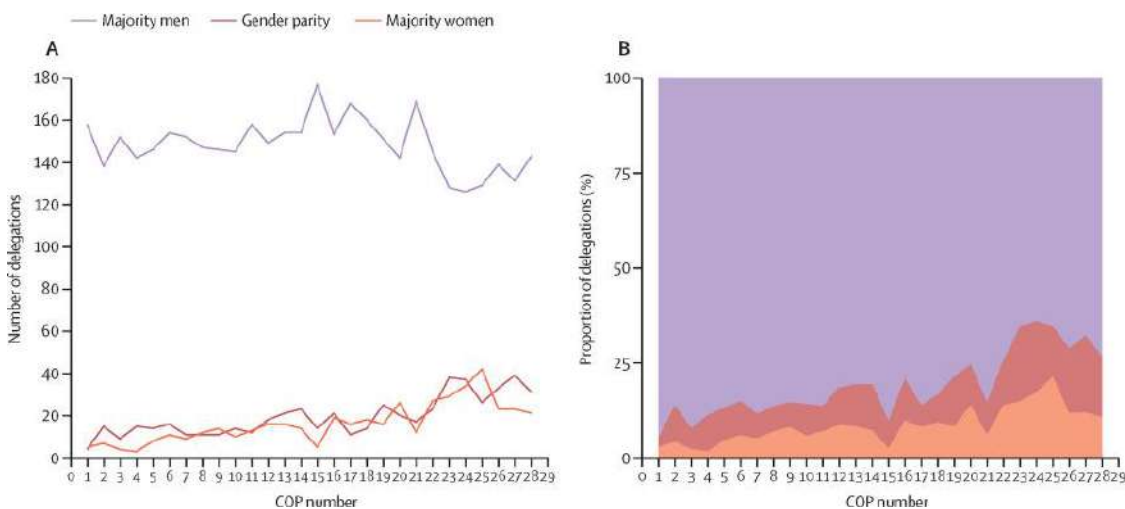 Majority men Gender parity Majority women
A
180
160
140
120
100
80
60
40
20
0
Number of delegations
0 1 2 3 4 5 6 7 8 9 10 11 12 13 14 15 16 17 18 19 20 21 22 23 24 25 26 27 28 29
COP number
B
100
75
50
25
0
Proportion of delegations (%)
0 1 2 3 4 5 6 7 8 9 10 11 12 13 14 15 16 17 18 19 20 21 22 23 24 25 26 27 28 29
COP number